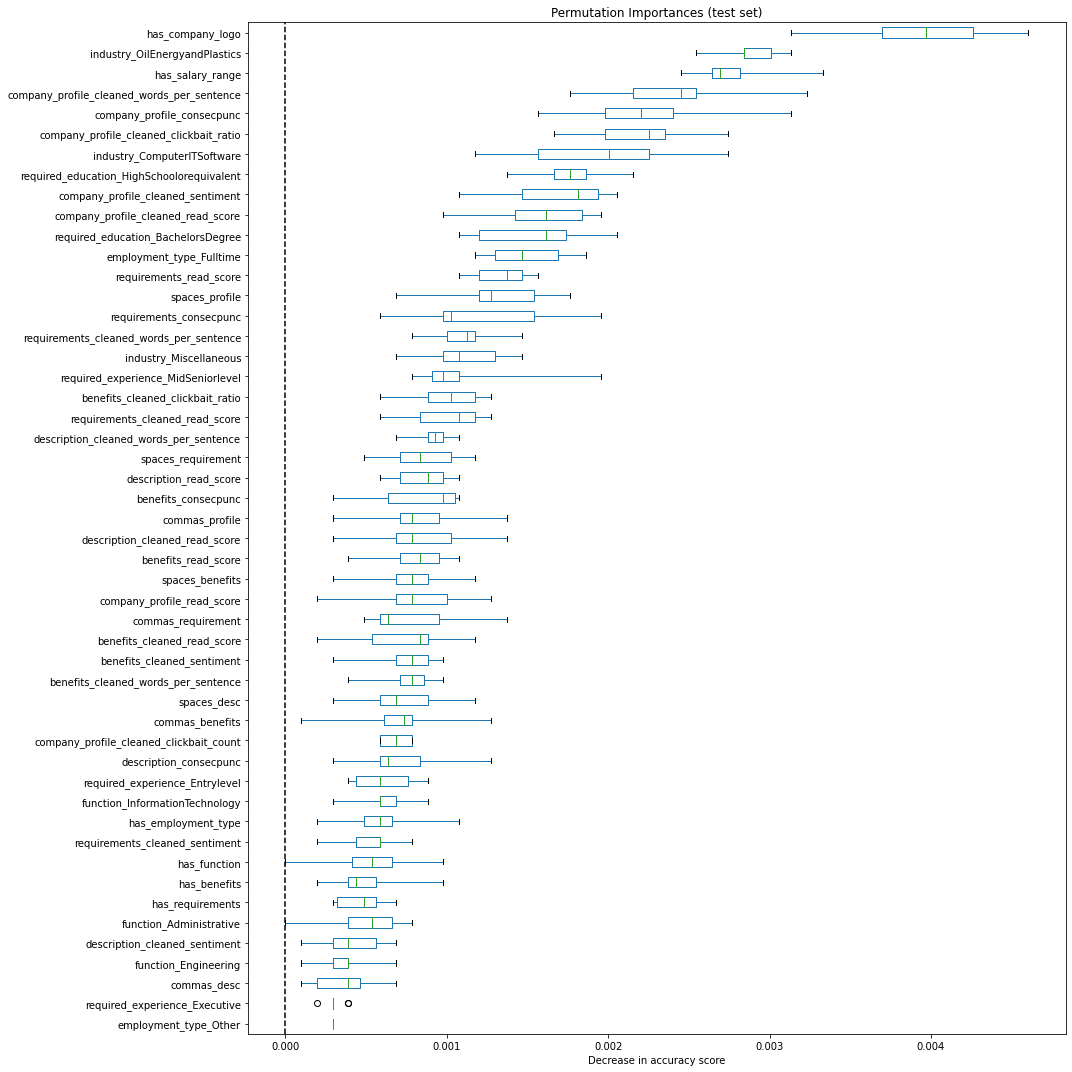 Permutation Importances (test set)
has_company_logo
industry_OilEnergyandPlastics
has_salary_range
company_profile_cleaned_words_per_sentence
company_profile_consecpunc
company_profile_cleaned_clickbait_ratio
industry_ComputerITSoftware
required_education_HighSchoolorequivalent
company_profile_cleaned_sentiment
company_profile_cleaned_read_score
required_education_BachelorsDegree
employment_type_Fulltime
requirements_read_score
spaces_profile
requirements_consecpunc
requirements_cleaned_words_per_sentence
industry_Miscellaneous
required_experience_MidSeniorlevel
benefits_cleaned_clickbait_ratio
requirements_cleaned_read_score
description_cleaned_words_per_sentence
spaces_requirement
description_read_score
benefits_consecpunc
commas_profile
description_cleaned_read_score
benefits_read_score
spaces_benefits
company_profile_read_score
commas_requirement
benefits_cleaned_read_score
benefits_cleaned_sentiment
benefits_cleaned_words_per_sentence
spaces_desc
commas_benefits
company_profile_cleaned_clickbait_count
description_consecpunc
required_experience_Entrylevel
function_InformationTechnology
has_employment_type
requirements_cleaned_sentiment
has_function
has_benefits
has_requirements
function_Administrative
description_cleaned_sentiment
function_Engineering
commas_desc
required_experience_Executive
employment_type_Other
0.000 0.001 0.002 0.003 0.004
Decrease in accuracy score